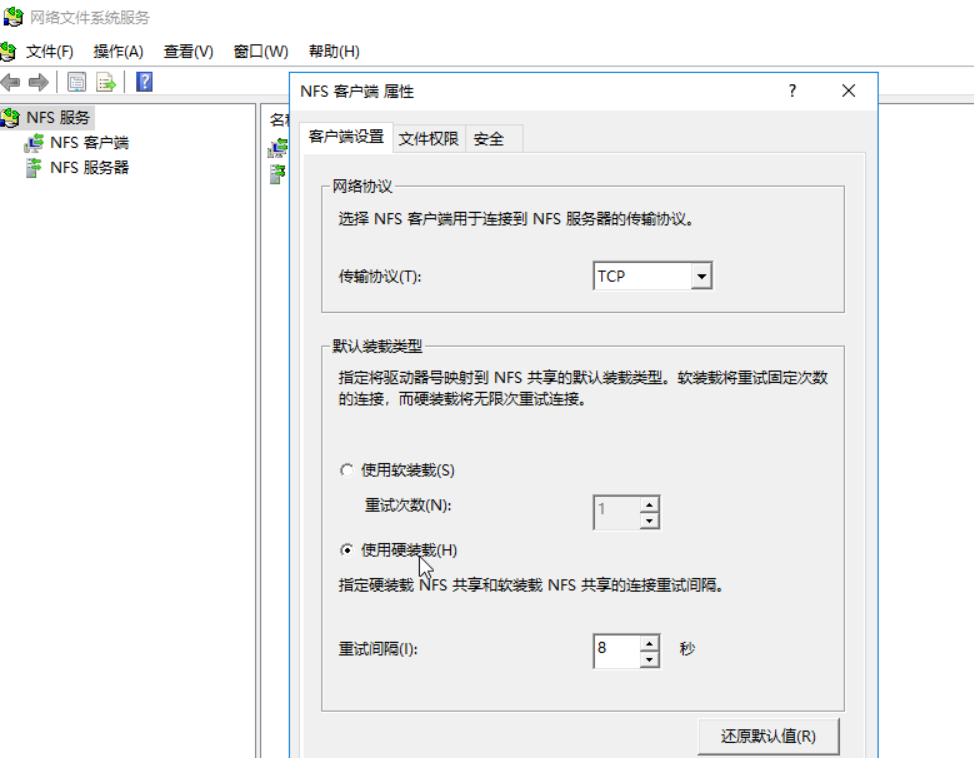 网络文件系统服务
文件(F) 操作(A) 查看(V) 窗口(W) 帮助(H)
NFS 客户端 属性
NFS 服务
NFS 客户端
NFS 服务器
客户端设置 文件权限 安全
网络协议
选择 NFS 客户端用于连接到 NFS 服务器的传输协议。
传输协议(T): TCP
默认装载类型
指定将驱动器号映射到 NFS 共享的默认装载类型。软装载将重试固定次数
的连接，而硬装载将无限次重试连接。
使用软装载(S)
重试次数(N): 1
使用硬装载(H)
指定硬装载 NFS 共享和软装载 NFS 共享的连接重试间隔。
重试间隔(I): 8 秒
还原默认值(R)